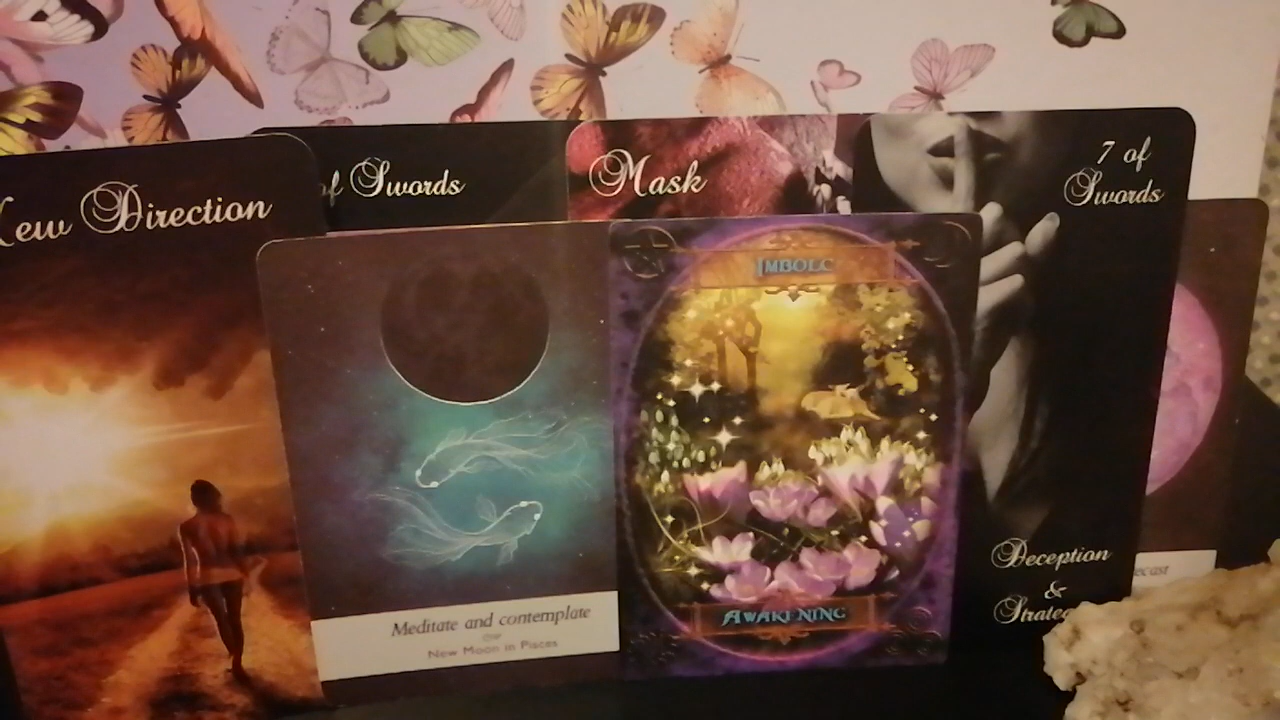 New Direction
of Swords
Mask
7 of
Swords
IMBOLC
Meditate and contemplate
New Moon in Pisces
AWAKENING
Deception
&